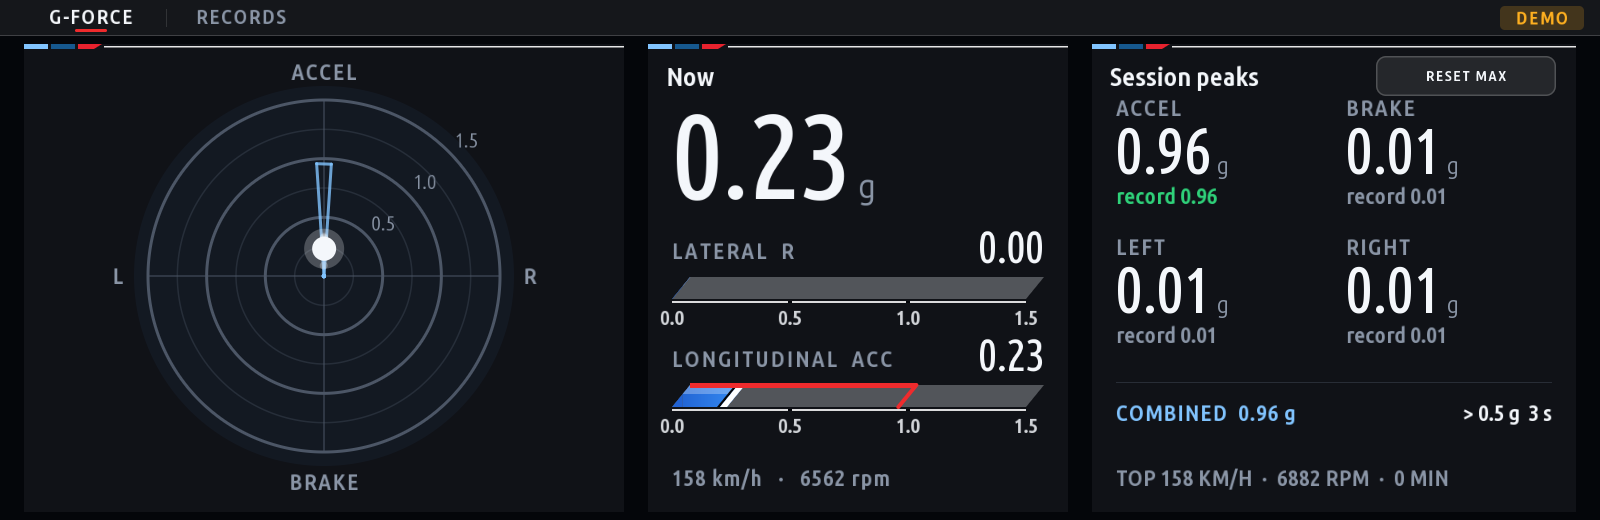 G-FORCE
RECORDS
DEMO
ACCEL
1.5
1.0
0.5
L
R
BRAKE
Now
0.23 g
LATERAL R 0.00
0.0 0.5 1.0 1.5
LONGITUDINAL ACC 0.23
0.0 0.5 1.0 1.5
158 km/h · 6562 rpm
Session peaks
RESET MAX
ACCEL
0.96 g
record 0.96
BRAKE
0.01 g
record 0.01
LEFT
0.01 g
record 0.01
RIGHT
0.01 g
record 0.01
COMBINED 0.96 g
> 0.5 g 3 s
TOP 158 KM/H · 6882 RPM · 0 MIN